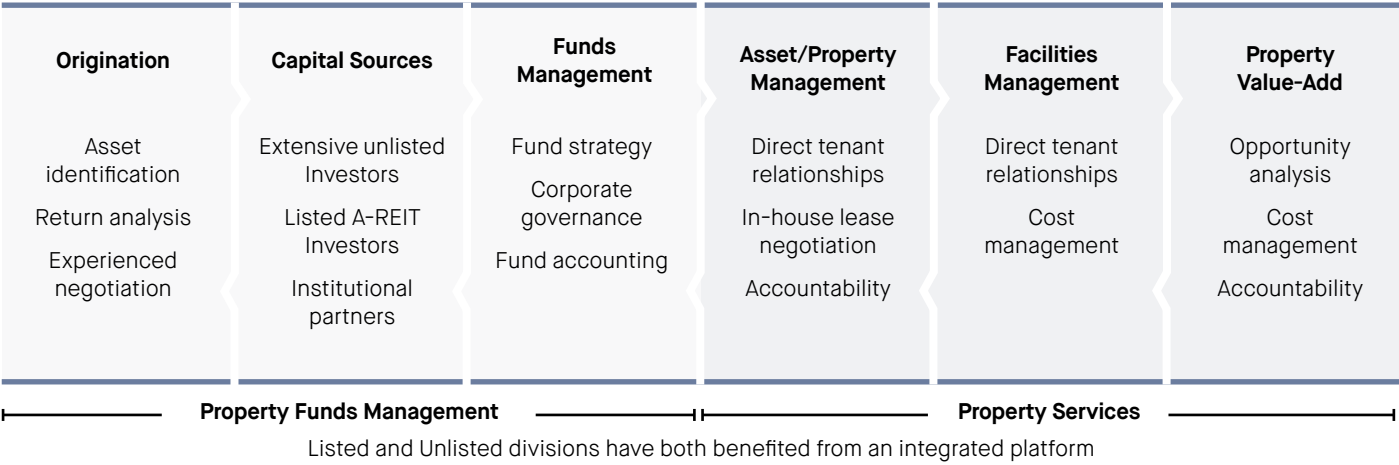 Origination
Asset
identification
Return analysis
Experienced
negotiation
Capital Sources
Extensive unlisted
Investors
Listed A-REIT
Investors
Institutional
partners
Funds
Management
Fund strategy
Corporate
governance
Fund accounting
Asset/Property
Management
Direct tenant
relationships
In-house lease
negotiation
Accountability
Facilities
Management
Direct tenant
relationships
Cost
management
Property
Value-Add
Opportunity
analysis
Cost
management
Accountability
Property Funds Management
Property Services
Listed and Unlisted divisions have both benefited from an integrated platform